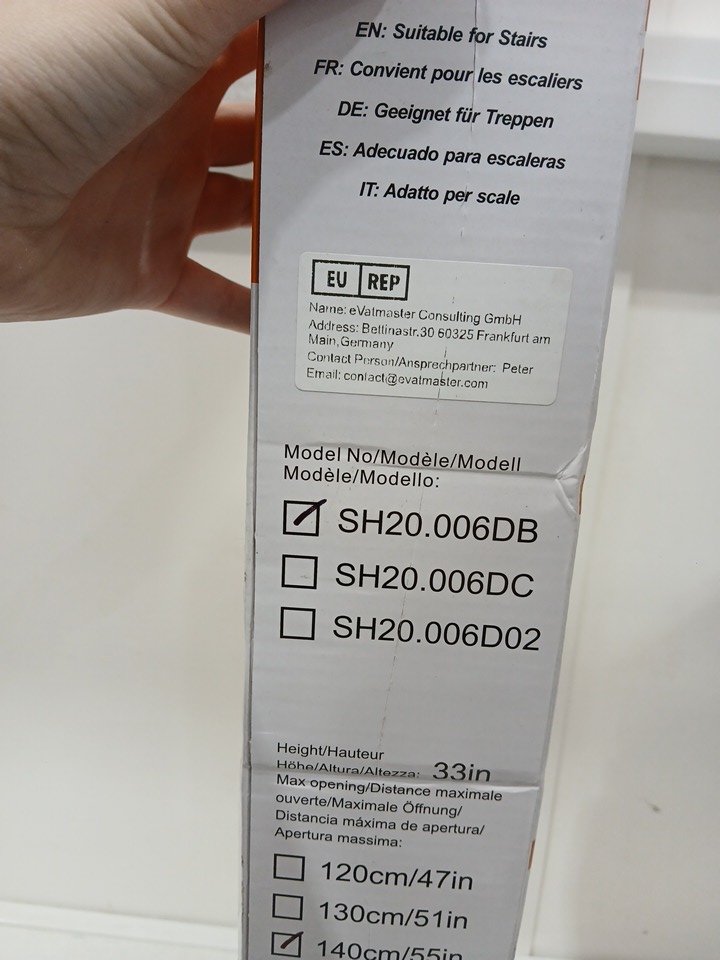 EN: Suitable for Stairs
FR: Convient pour les escaliers
DE: Geeignet für Treppen
ES: Adecuado para escaleras
IT: Adatto per scale
EU REP
Name: eVatmaster Consulting GmbH
Address: Bettinastr.30 60325 Frankfurt am
Main,Germany
Contact Person/Ansprechpartner: Peter
Email: contact@evatmaster.com
Model No/Modèle/Modell
Modèle/Modello:
SH20.006DB
SH20.006DC
SH20.006D02
Height/Hauteur
Höhe/Altura/Altezza: 33in
Max opening/Distance maximale
ouverte/Maximale Öffnung/
Distancia máxima de apertura/
Apertura massima:
120cm/47in
130cm/51in
140cm/55in